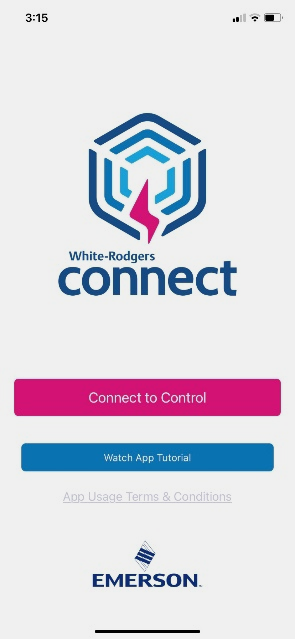 3:15
White-Rodgers
connect
Connect to Control
Watch App Tutorial
App Usage Terms & Conditions
EMERSON